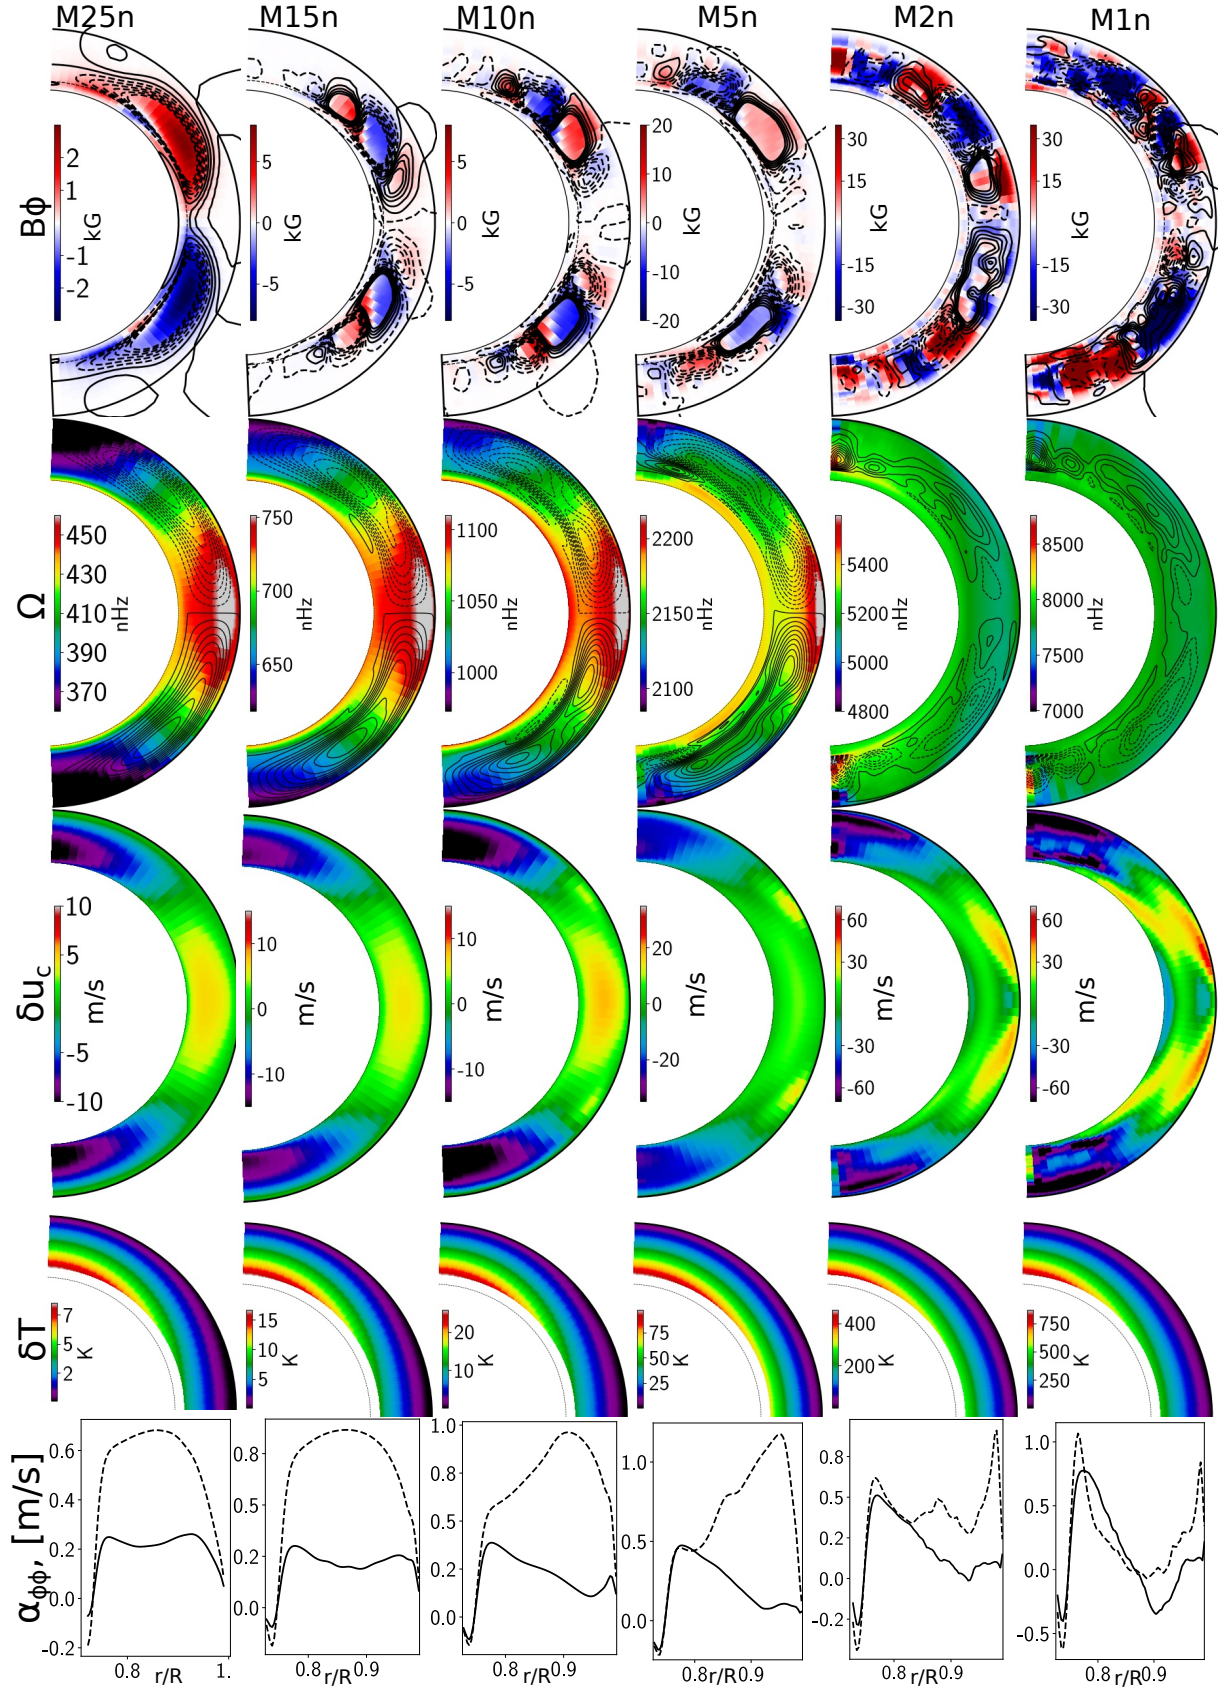 M25n M15n M10n M5n M2n M1n
Bϕ
2 1 0 -1 -2 kG
5 0 -5 kG
5 0 -5 kG
20 10 0 -10 -20 kG
30 15 0 -15 -30 kG
30 15 0 -15 -30 kG
Ω
450 430 410 390 370 nHz
750 700 650 nHz
1100 1050 1000 nHz
2200 2150 2100 nHz
5400 5200 5000 4800 nHz
8500 8000 7500 7000 nHz
δu_c
10 5 0 -5 -10 m/s
10 0 -10 m/s
10 0 -10 m/s
20 0 -20 m/s
60 30 0 -30 -60 m/s
60 30 0 -30 -60 m/s
δT
7 5 2 K
15 10 5 K
20 10 K
75 50 25 K
400 200 K
750 500 250 K
α_ϕϕ, [m/s]
0.6 0.4 0.2 0.0 -0.2
0.8 0.5 0.2 0.0
1.0 0.8 0.5 0.2 0.0
1.0 0.5 0.0
0.8 0.5 0.2 0.0 -0.2
1.0 0.5 0.0 -0.5
0.8 r/R 1.
0.8 r/R 0.9
0.8 r/R 0.9
0.8 r/R 0.9
0.8 r/R 0.9
0.8 r/R 0.9